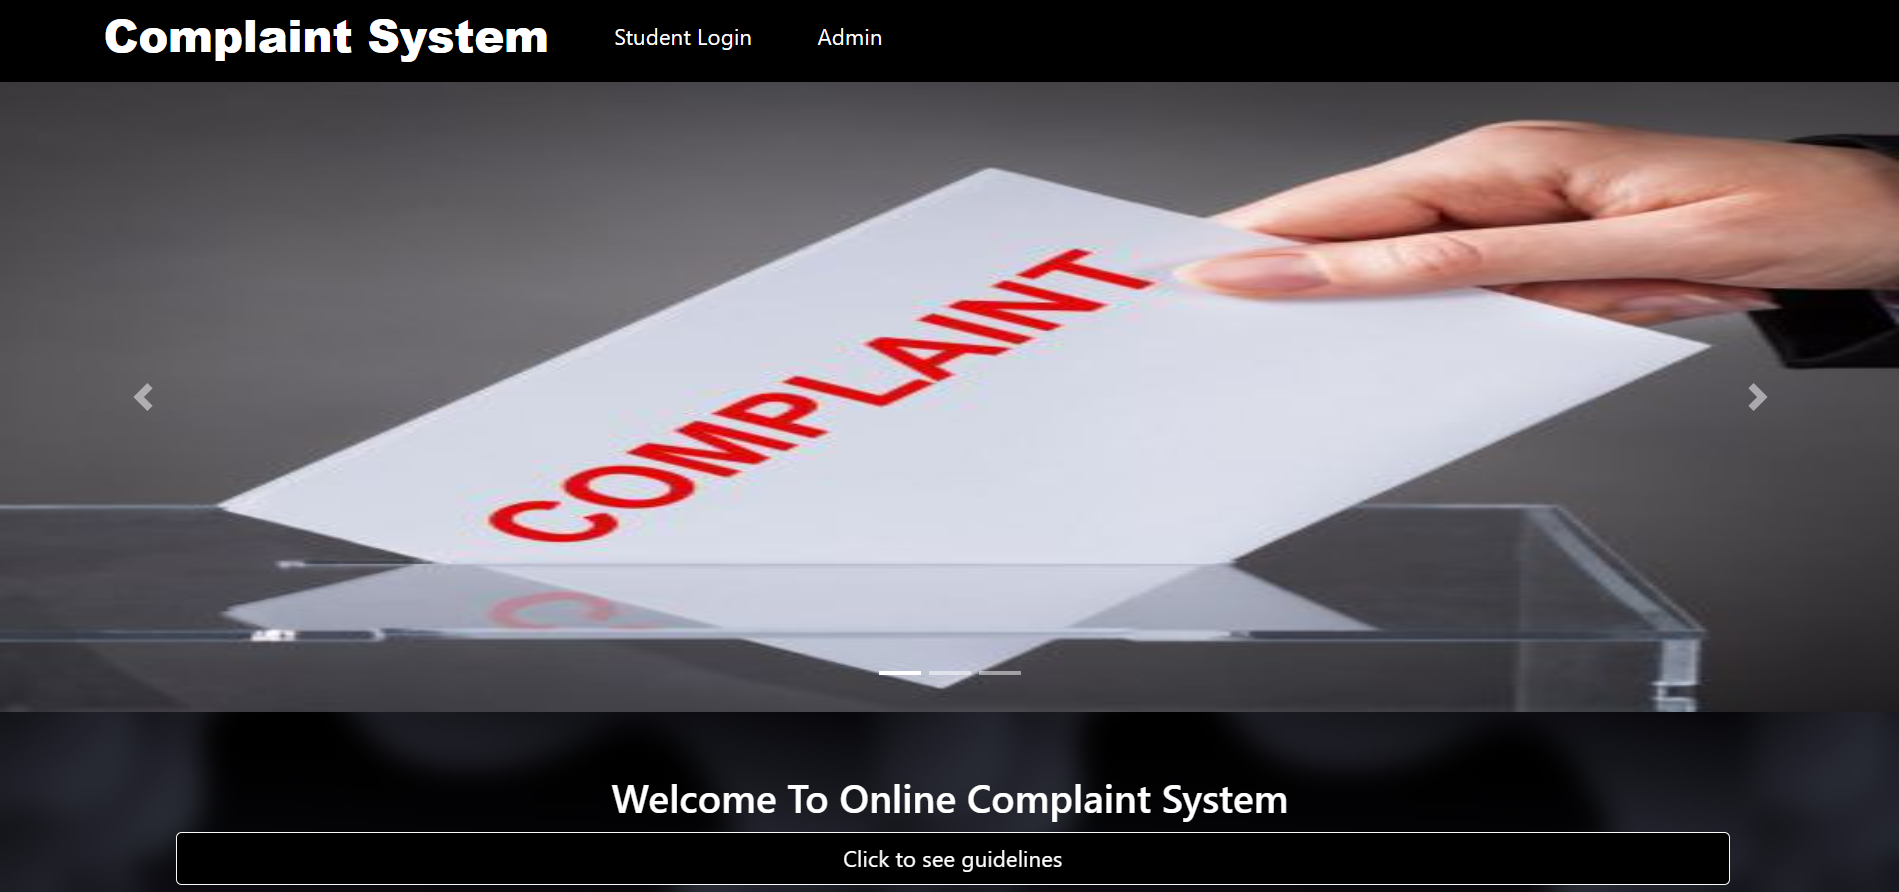 Complaint System
Student Login
Admin
COMPLAINT
C
Welcome To Online Complaint System
Click to see guidelines